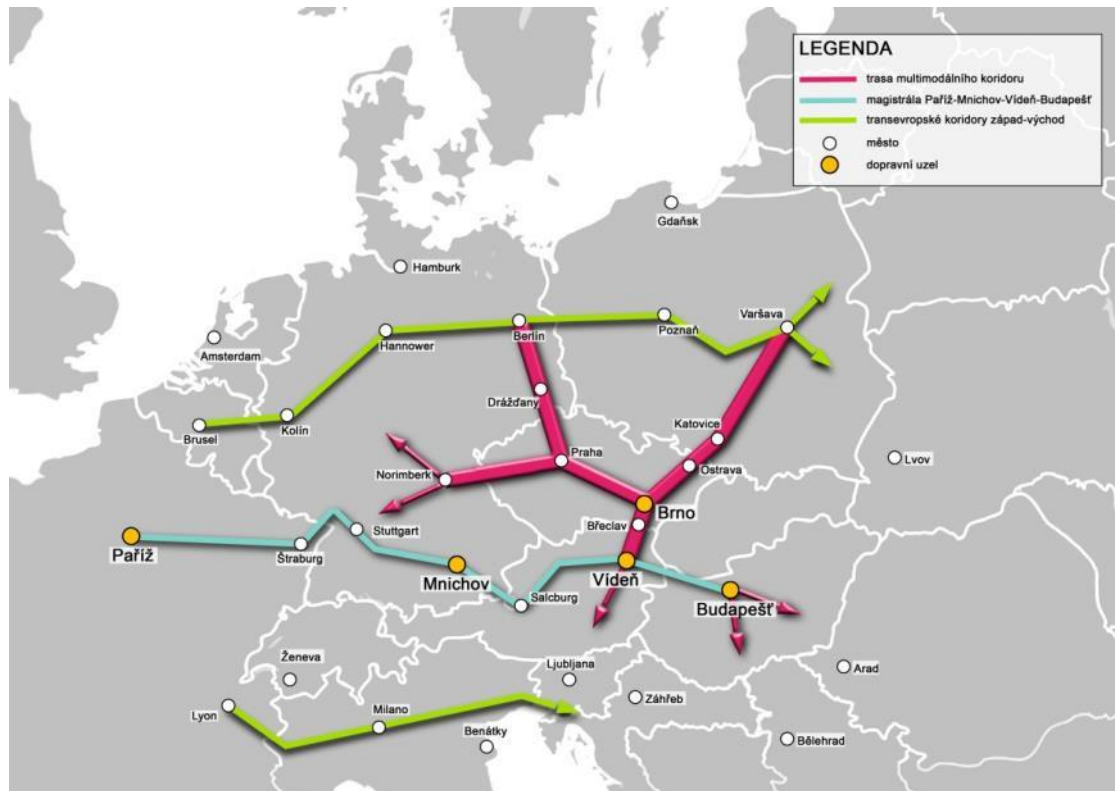 LEGENDA
trasa multimodálního koridoru
magistrála Paříž-Mnichov-Vídeň-Budapešť
transevropské koridory západ-východ
město
dopravní uzel
Gdaňsk
Hamburk
Varšava
Poznaň
Berlín
Hannower
Amsterdam
Drážďany
Kolín
Brusel
Katovice
Praha
Lvov
Ostrava
Norimberk
Brno
Břeclav
Stuttgart
Paříž
Štraburg
Mnichov
Vídeň
Salcburg
Budapešť
Ženeva
Ljubljana
Arad
Záhřeb
Lyon
Milano
Benátky
Bělehrad